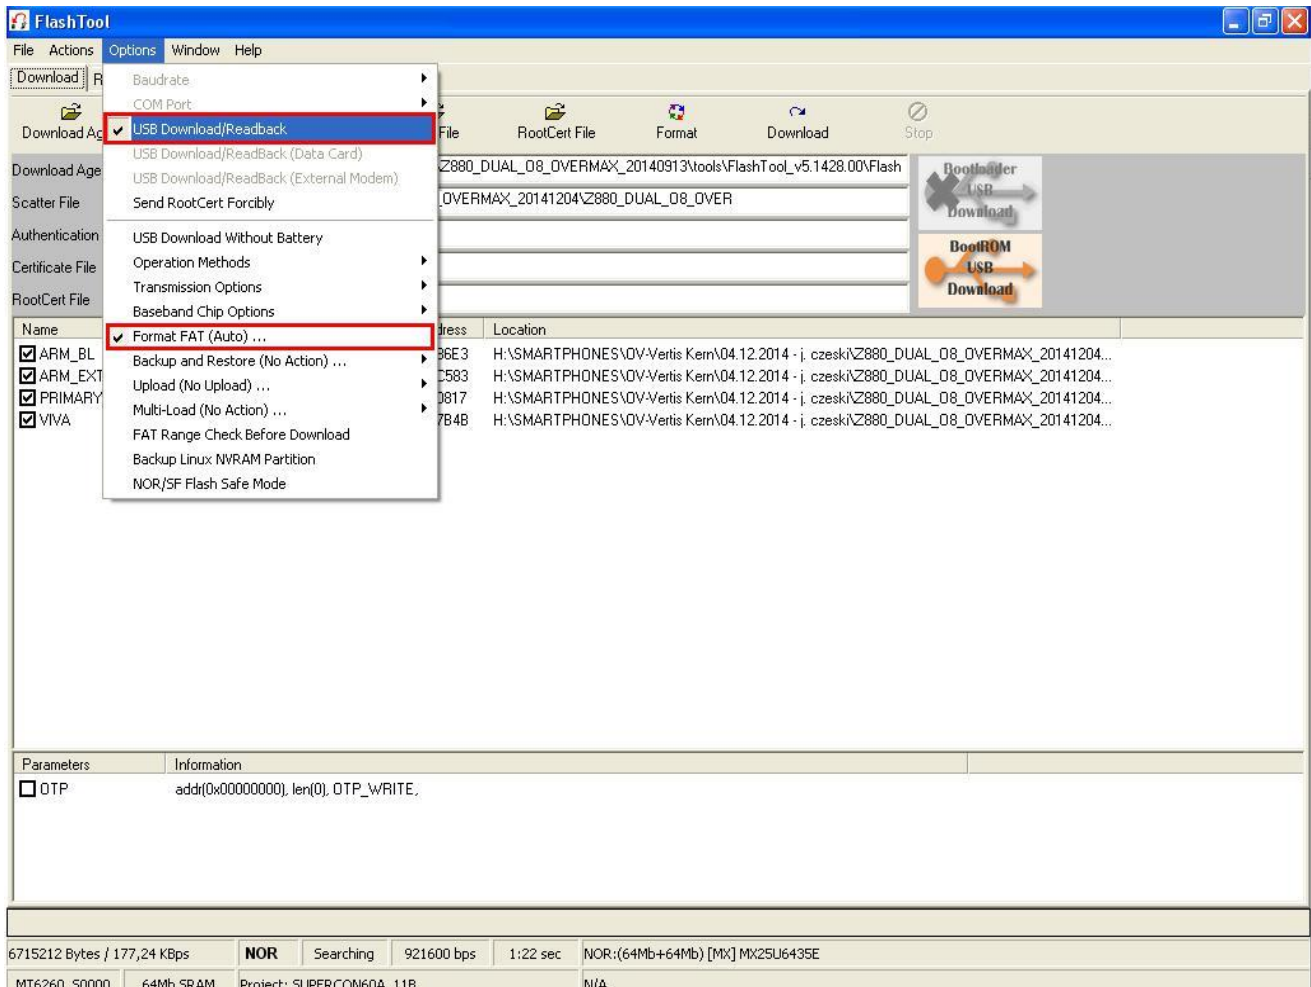 FlashTool
File Actions Options Window Help
Download R
Baudrate
COM Port
USB Download/Readback
USB Download/ReadBack (Data Card)
USB Download/ReadBack (External Modem)
Send RootCert Forcibly
USB Download Without Battery
Operation Methods
Transmission Options
Baseband Chip Options
Format FAT (Auto) ...
Backup and Restore (No Action) ...
Upload (No Upload) ...
Multi-Load (No Action) ...
FAT Range Check Before Download
Backup Linux NVRAM Partition
NOR/SF Flash Safe Mode
Download Ag File RootCert File Format Download Stop
Download Age Z880_DUAL_08_OVERMAX_20140913\tools\FlashTool_v5.1428.00\Flash
Scatter File _OVERMAX_20141204\Z880_DUAL_08_OVER
Authentication
Certificate File
RootCert File
Bootloader
USB
Download
BootROM
USB
Download
Name dress Location
ARM_BL 36E3 H:\SMARTPHONES\OV-Vertis Kern\04.12.2014 - j. czeski\Z880_DUAL_08_OVERMAX_20141204...
ARM_EXT C583 H:\SMARTPHONES\OV-Vertis Kern\04.12.2014 - j. czeski\Z880_DUAL_08_OVERMAX_20141204...
PRIMARY 0817 H:\SMARTPHONES\OV-Vertis Kern\04.12.2014 - j. czeski\Z880_DUAL_08_OVERMAX_20141204...
VIVA 7B4B H:\SMARTPHONES\OV-Vertis Kern\04.12.2014 - j. czeski\Z880_DUAL_08_OVERMAX_20141204...
Parameters Information
OTP addr(0x00000000), len(0), OTP_WRITE,
6715212 Bytes / 177,24 KBps NOR Searching 921600 bps 1:22 sec NOR:(64Mb+64Mb) [MX] MX25U6435E
MT6260_S0000 64Mb SRAM Project: SUPERCON60A_11B N/A